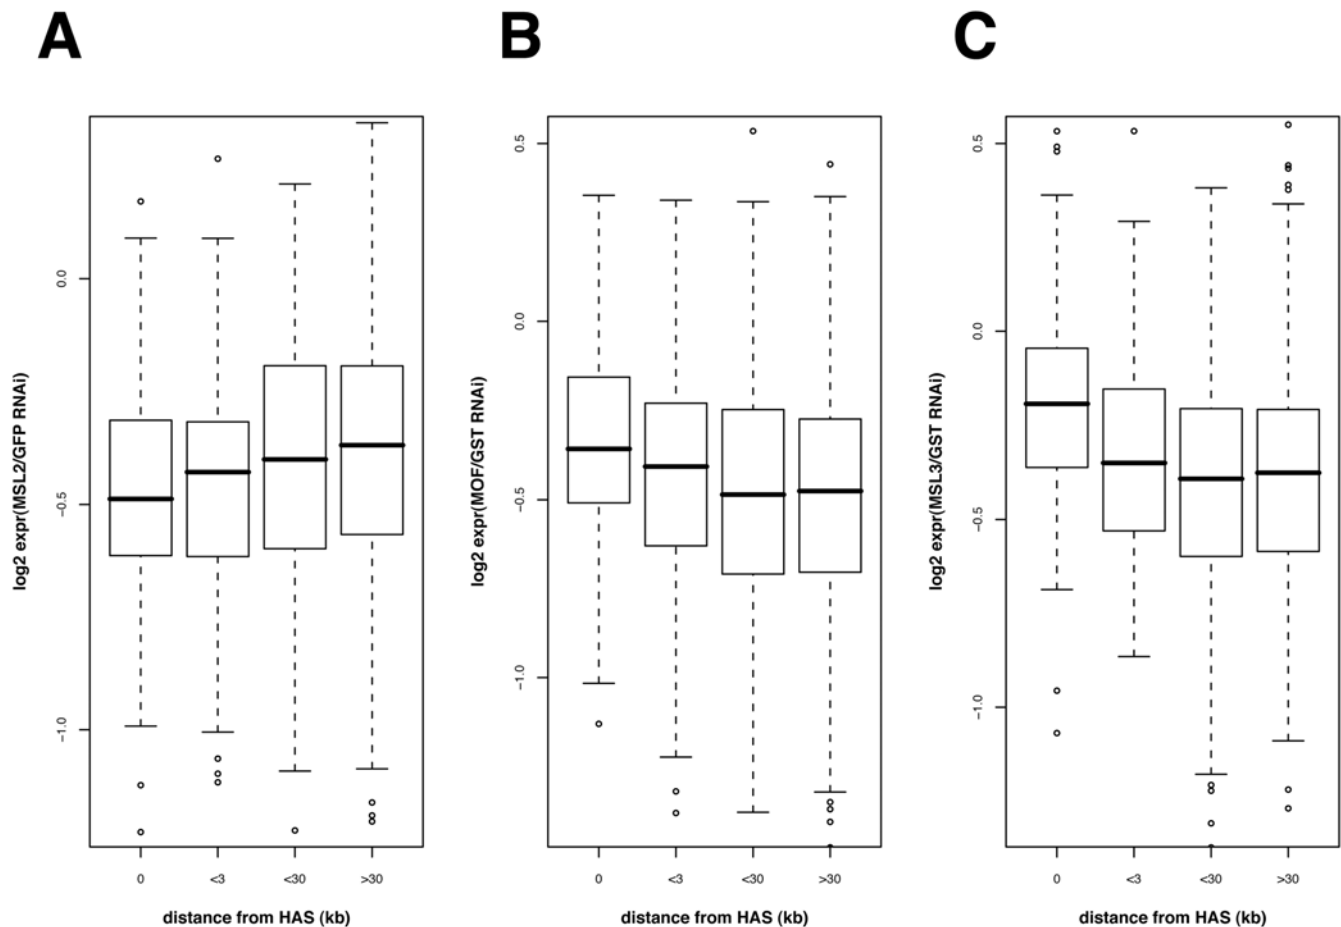 A
B
C
log2 expr(MSL2/GFP RNAi)
0.0
−0.5
−1.0
0
<3
<30
>30
distance from HAS (kb)
log2 expr(MOF/GST RNAi)
0.5
0.0
−0.5
−1.0
0
<3
<30
>30
distance from HAS (kb)
log2 expr(MSL3/GST RNAi)
0.5
0.0
−0.5
−1.0
0
<3
<30
>30
distance from HAS (kb)